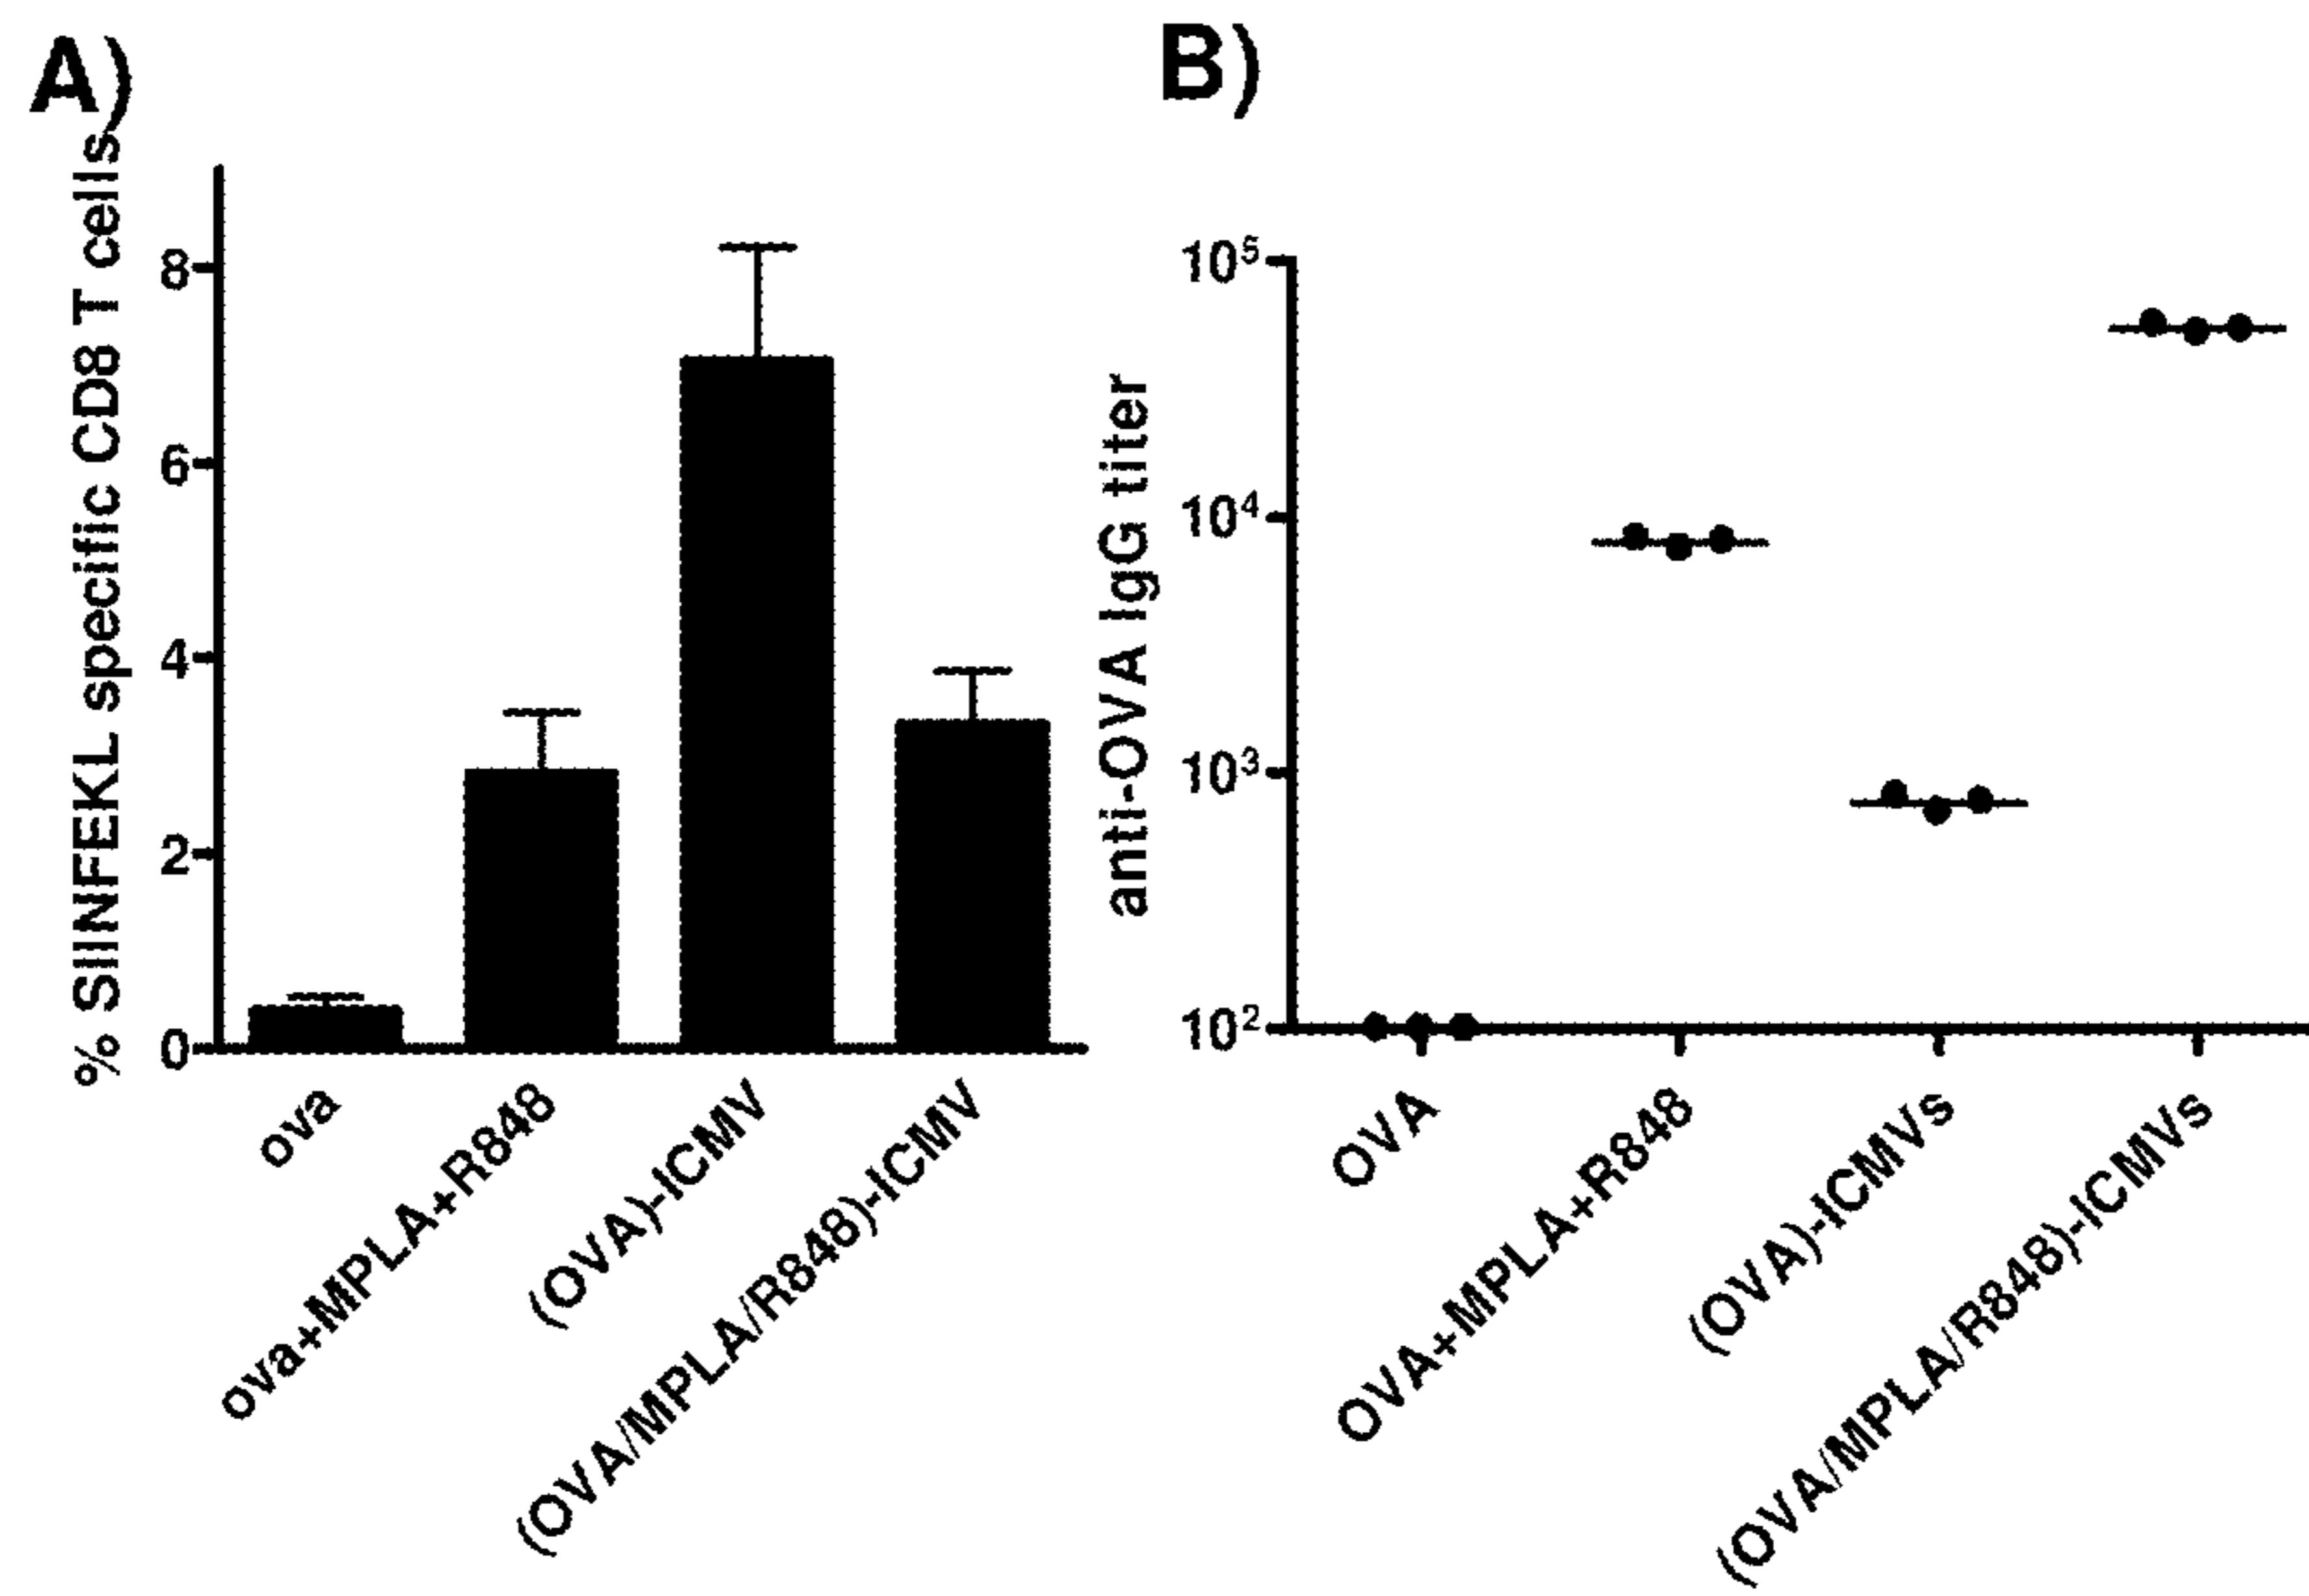 A)
% SIINFEKL specific CD8 T cells
8
6
4
2
0
ova
ova+MPLA+R848
(OVA)-ICMV
(OVA/MPLA/R848)-ICMV
B)
anti-OVA IgG titer
10⁵
10⁴
10³
10²
OVA
OVA+MPLA+R848
(OVA)-ICMVs
(OVA/MPLA/R848)-ICMVs